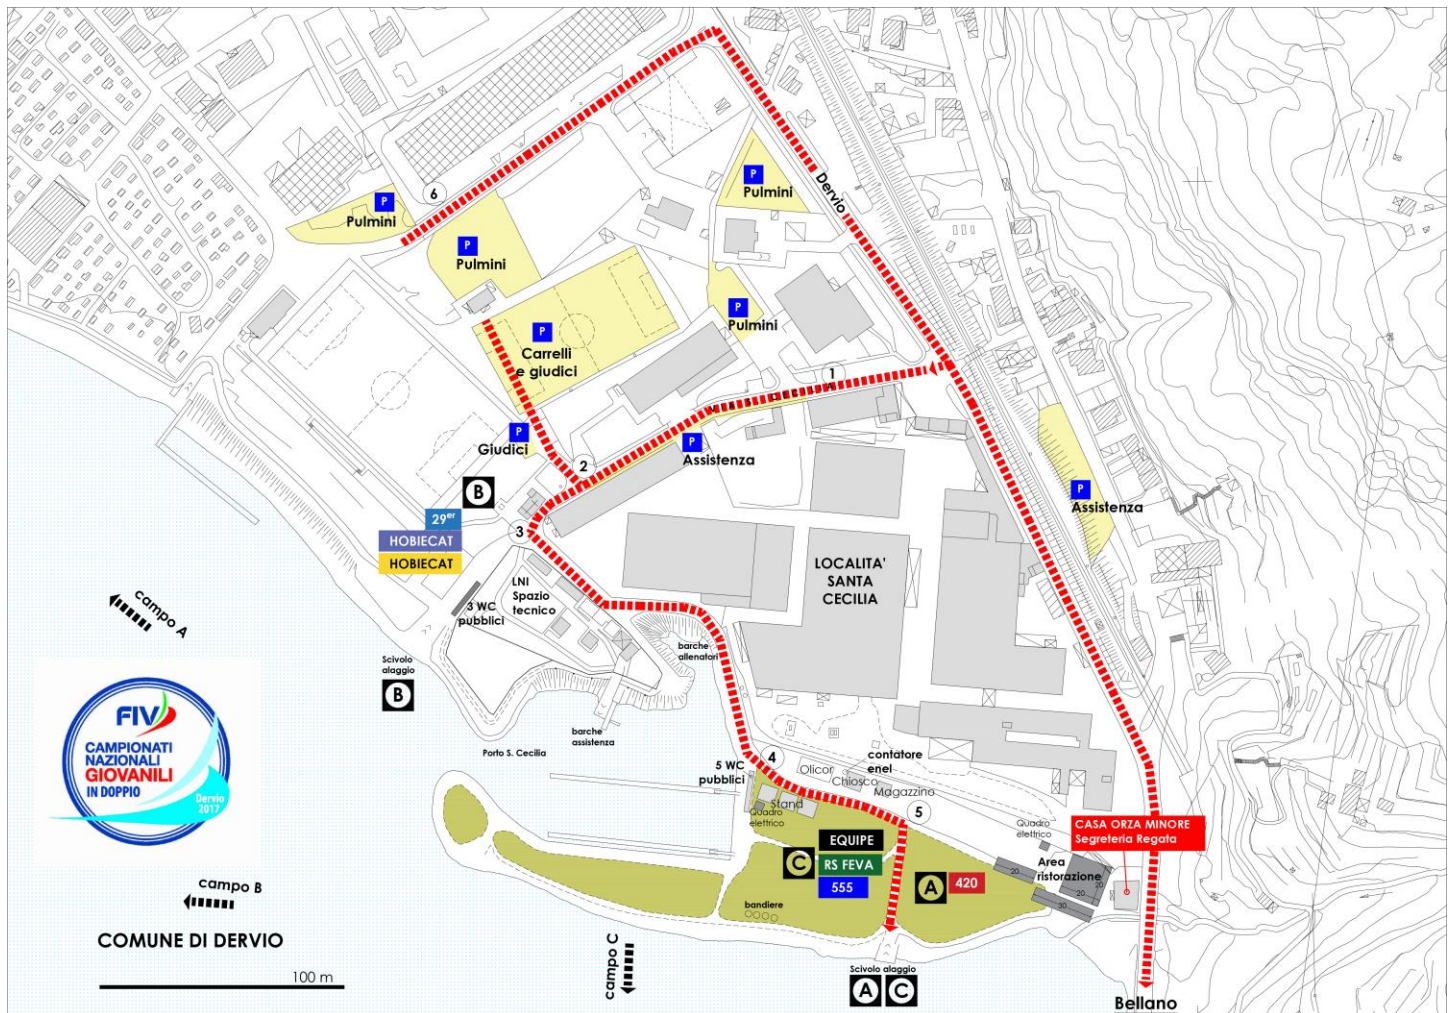 6
P
Pulmini
P
Pulmini
P
Pulmini
Dervio
P
Pulmini
P
Carrelli
e giudici
1
VIA S. CECILIA
P
Giudici
2
P
Assistenza
P
Assistenza
B
29er
HOBIECAT
HOBIECAT
3
LOCALITA'
SANTA
CECILIA
LNI
Spazio
tecnico
3 WC
pubblici
campo A
barche
allenatori
Scivolo
alaggio
B
barche
assistenza
Porto S. Cecilia
FIV
CAMPIONATI
NAZIONALI
GIOVANILI
IN DOPPIO
Dervio
2017
4
5 WC
pubblici
contatore
enel
Olicor
Chiosco
Magazzino
Stand
Quadro
elettrico
5
Quadro
elettrico
CASA ORZA MINORE
Segreteria Regata
EQUIPE
C
RS FEVA
555
A
420
Area
ristorazione
20
20
20
30
bandiere
campo B
COMUNE DI DERVIO
campo C
100 m
Scivolo alaggio
A C
Bellano